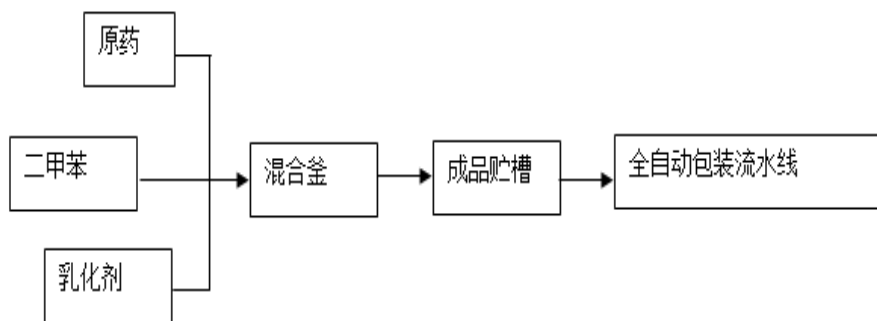 原药
二甲苯
混合釜
成品贮槽
全自动包装流水线
乳化剂